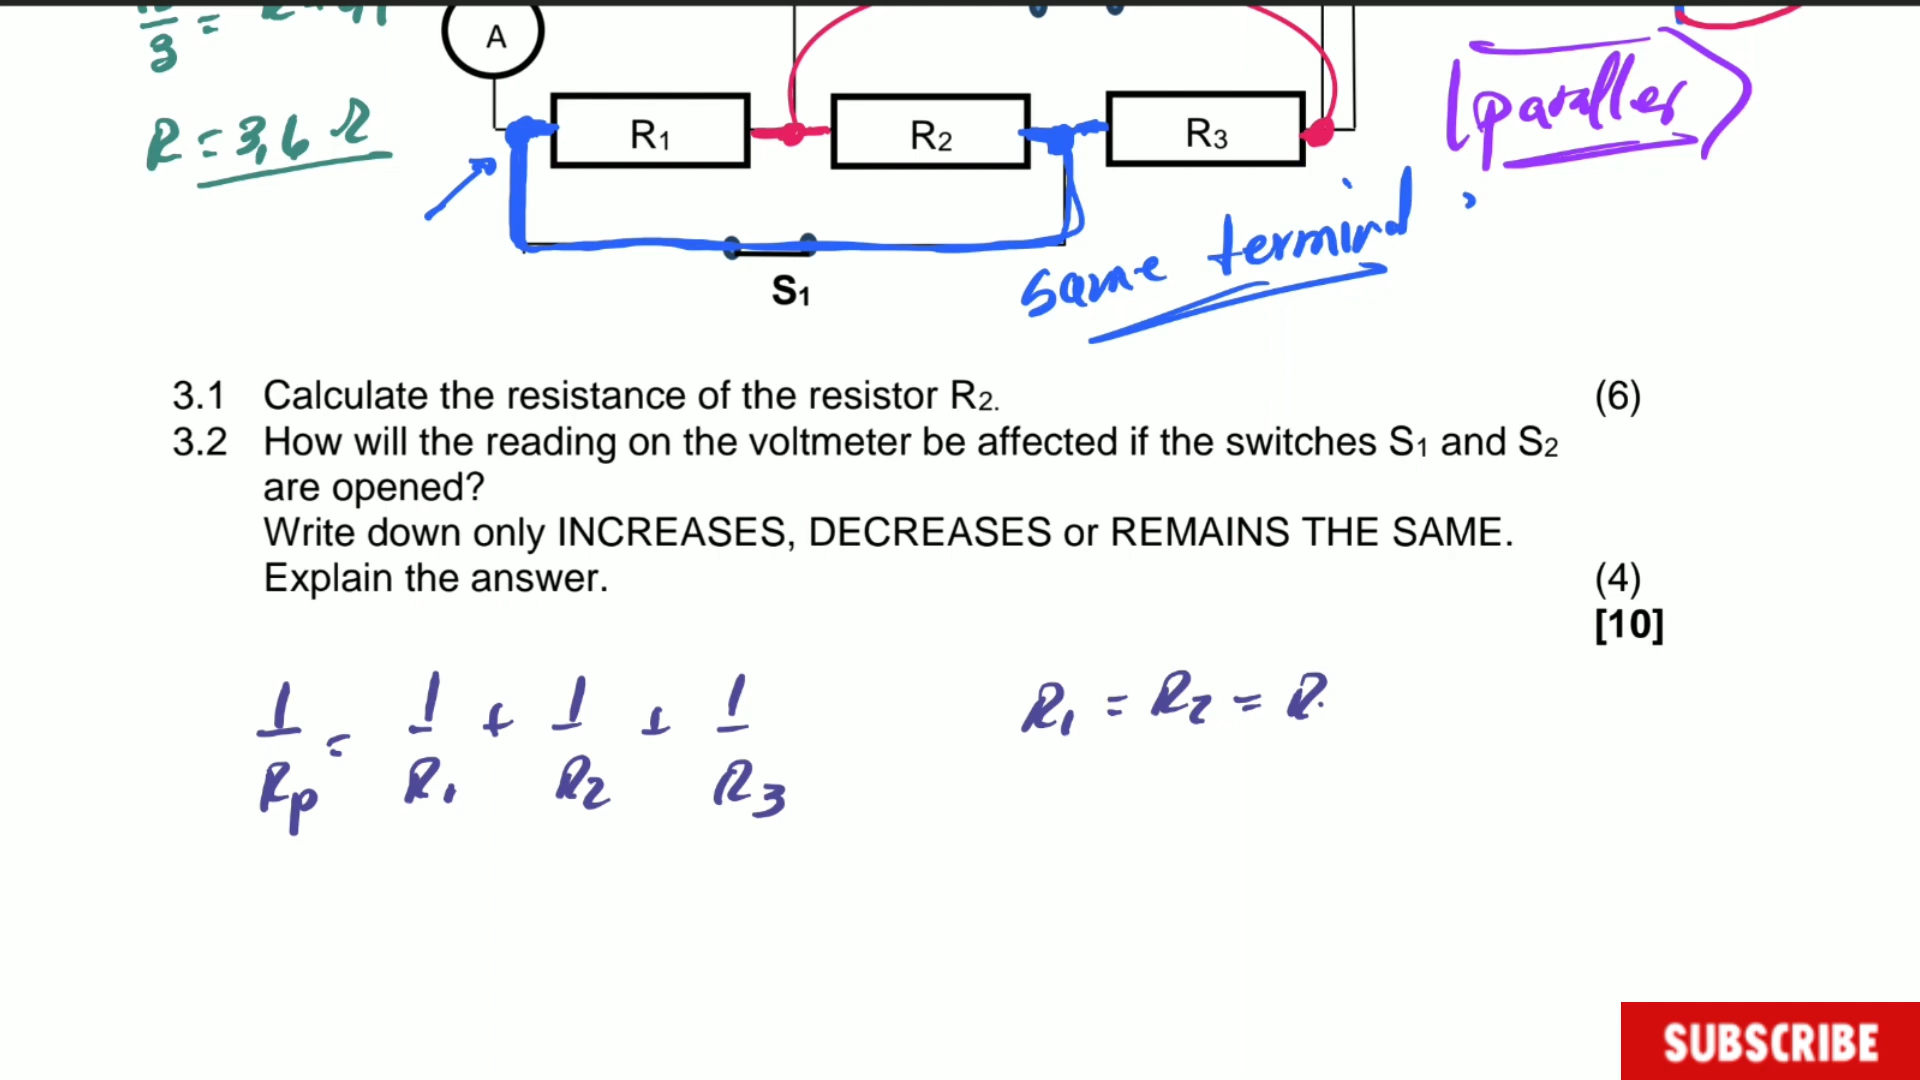 3 =
A
R = 3,6 Ω
R1
R2
R3
(parallel)
same terminal
S1
3.1 Calculate the resistance of the resistor R2. (6)
3.2 How will the reading on the voltmeter be affected if the switches S1 and S2
are opened?
Write down only INCREASES, DECREASES or REMAINS THE SAME.
Explain the answer. (4)
[10]
1/Rp = 1/R1 + 1/R2 + 1/R3
R1 = R2 = R
SUBSCRIBE